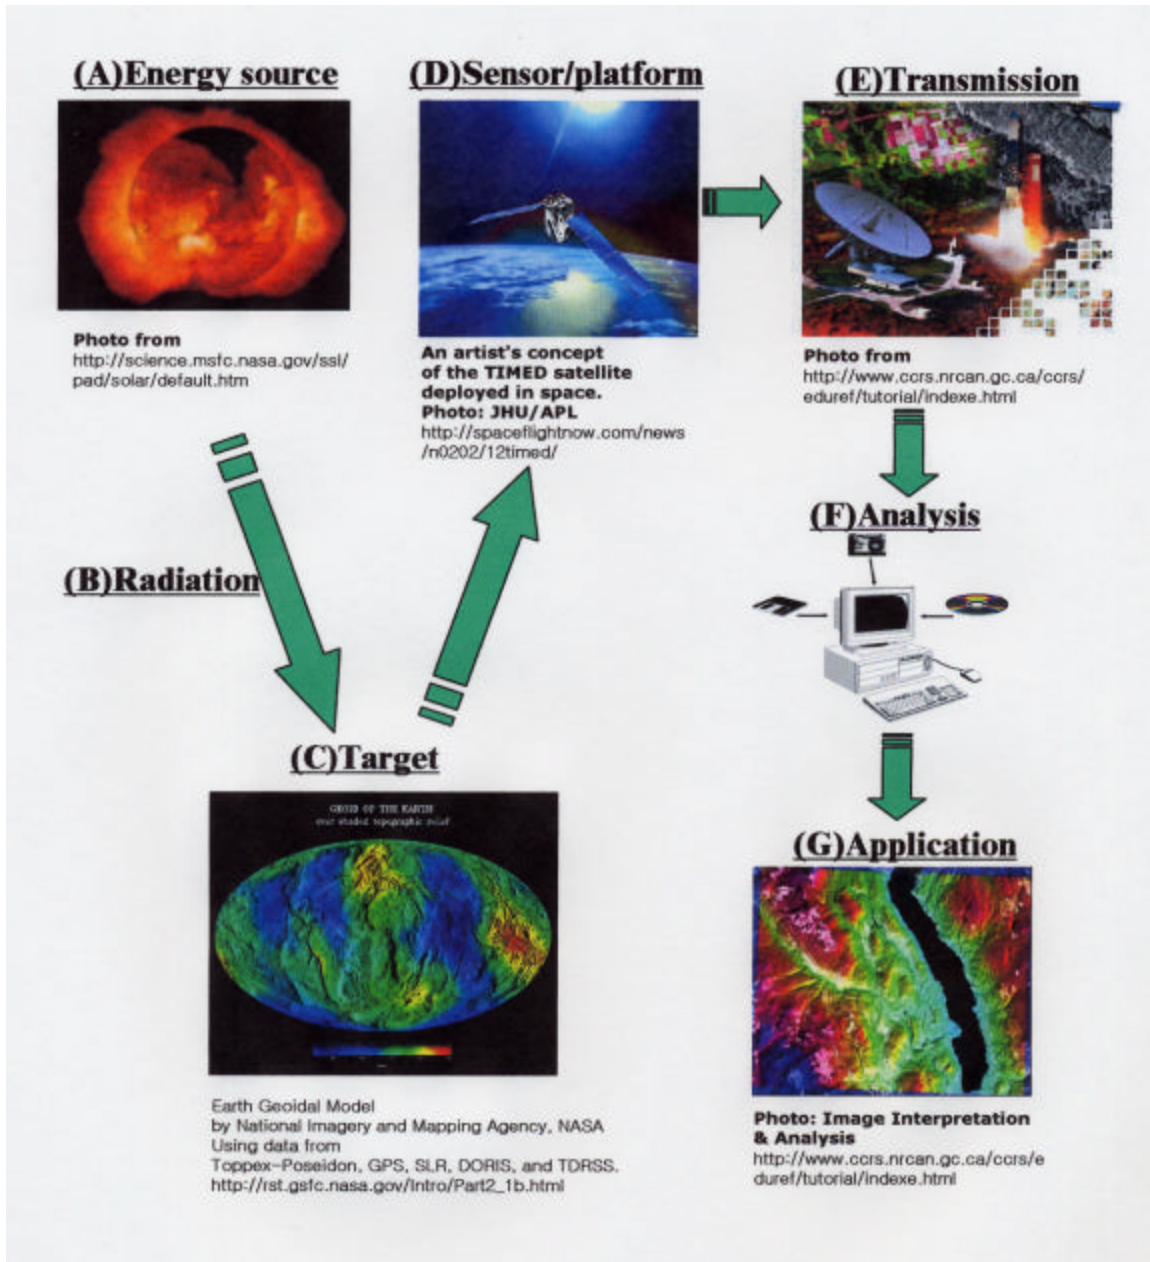 (A)Energy source
Photo from
http://science.msfc.nasa.gov/ssl/
pad/solar/default.htm
(B)Radiation
(C)Target
GEOID OF THE EARTH
over shaded topographic relief
Earth Geoidal Model
by National Imagery and Mapping Agency, NASA
Using data from
Toppex-Poseidon, GPS, SLR, DORIS, and TDRSS.
http://rst.gsfc.nasa.gov/Intro/Part2_1b.html
(D)Sensor/platform
An artist's concept
of the TIMED satellite
deployed in space.
Photo: JHU/APL
http://spaceflightnow.com/news
/n0202/12timed/
(E)Transmission
Photo from
http://www.ccrs.nrcan.gc.ca/ccrs/
eduref/tutorial/indexe.html
(F)Analysis
(G)Application
Photo: Image Interpretation
& Analysis
http://www.ccrs.nrcan.gc.ca/ccrs/e
duref/tutorial/indexe.html